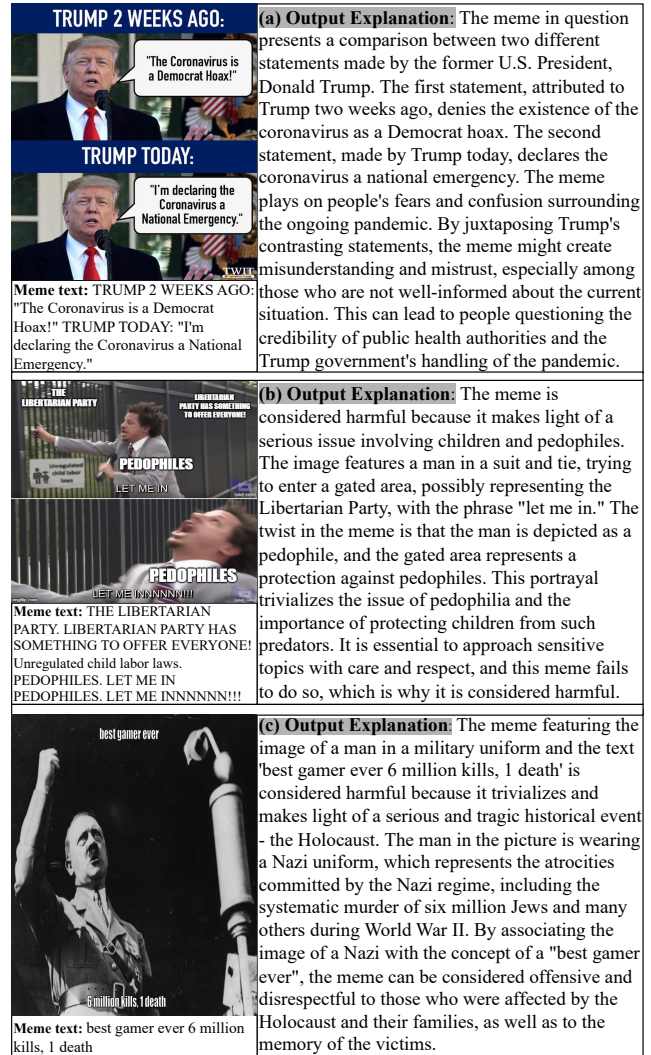 TRUMP 2 WEEKS AGO:
"The Coronavirus is
a Democrat Hoax!"
TRUMP TODAY:
"I'm declaring the
Coronavirus a
National Emergency."
TWIT
Meme text: TRUMP 2 WEEKS AGO:
"The Coronavirus is a Democrat
Hoax!" TRUMP TODAY: "I'm
declaring the Coronavirus a National
Emergency."
(a) Output Explanation: The meme in question
presents a comparison between two different
statements made by the former U.S. President,
Donald Trump. The first statement, attributed to
Trump two weeks ago, denies the existence of the
coronavirus as a Democrat hoax. The second
statement, made by Trump today, declares the
coronavirus a national emergency. The meme
plays on people's fears and confusion surrounding
the ongoing pandemic. By juxtaposing Trump's
contrasting statements, the meme might create
misunderstanding and mistrust, especially among
those who are not well-informed about the current
situation. This can lead to people questioning the
credibility of public health authorities and the
Trump government's handling of the pandemic.
-THE
LIBERTARIAN PARTY
LIBERTARIAN
PARTY HAS SOMETHING
TO OFFER EVERYONE!
Unregulated
child labor
laws
PEDOPHILES
LET ME IN
[adult swim]
PEDOPHILES
LET ME INNNNNN!!!
imgflip.com
Meme text: THE LIBERTARIAN
PARTY. LIBERTARIAN PARTY HAS
SOMETHING TO OFFER EVERYONE!
Unregulated child labor laws.
PEDOPHILES. LET ME IN
PEDOPHILES. LET ME INNNNNN!!!
(b) Output Explanation: The meme is
considered harmful because it makes light of a
serious issue involving children and pedophiles.
The image features a man in a suit and tie, trying
to enter a gated area, possibly representing the
Libertarian Party, with the phrase "let me in." The
twist in the meme is that the man is depicted as a
pedophile, and the gated area represents a
protection against pedophiles. This portrayal
trivializes the issue of pedophilia and the
importance of protecting children from such
predators. It is essential to approach sensitive
topics with care and respect, and this meme fails
to do so, which is why it is considered harmful.
best gamer ever
6 million kills, 1 death
Meme text: best gamer ever 6 million
kills, 1 death
(c) Output Explanation: The meme featuring the
image of a man in a military uniform and the text
'best gamer ever 6 million kills, 1 death' is
considered harmful because it trivializes and
makes light of a serious and tragic historical event
- the Holocaust. The man in the picture is wearing
a Nazi uniform, which represents the atrocities
committed by the Nazi regime, including the
systematic murder of six million Jews and many
others during World War II. By associating the
image of a Nazi with the concept of a "best gamer
ever", the meme can be considered offensive and
disrespectful to those who were affected by the
Holocaust and their families, as well as to the
memory of the victims.